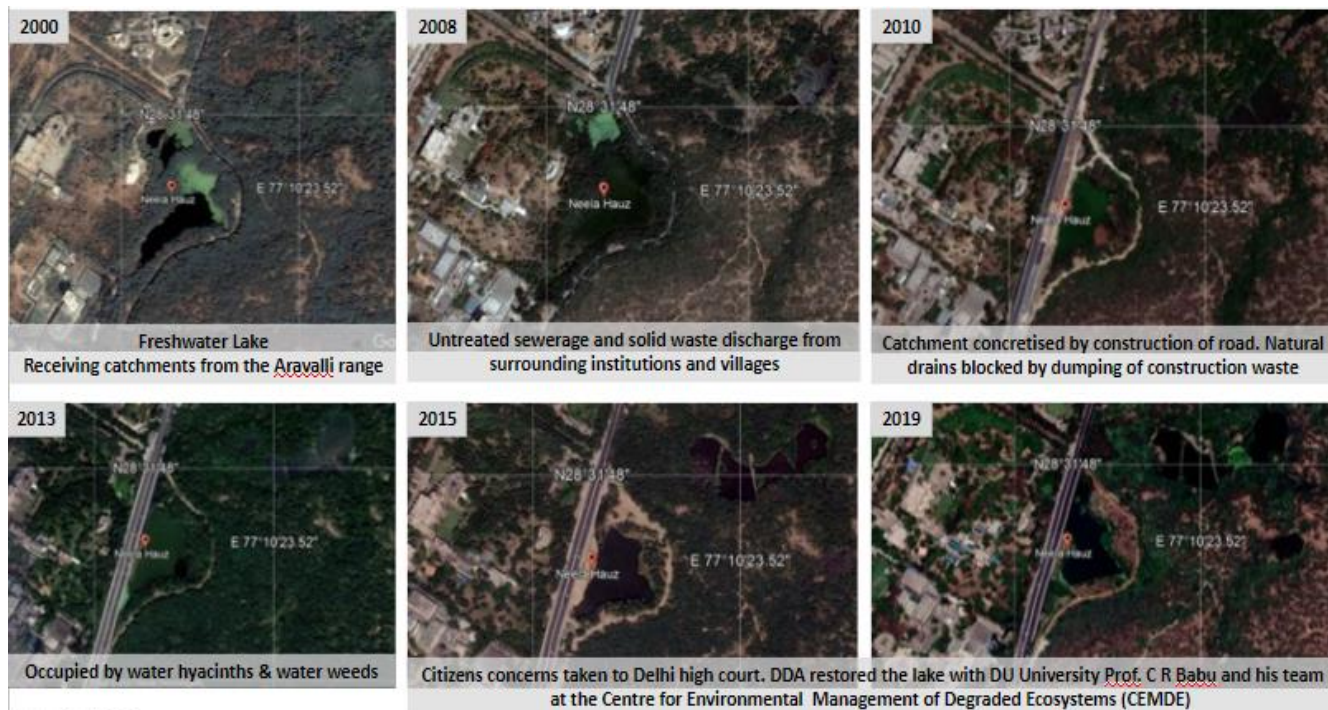 2000
N28°31'48"
Neela Hauz
E 77°10'23.52"
Freshwater Lake
Receiving catchments from the Aravalli range
2008
N28°31'48"
Neela Hauz
E 77°10'23.52"
Untreated sewerage and solid waste discharge from
surrounding institutions and villages
2010
N28°31'48"
Neela Hauz
E 77°10'23.52"
Catchment concretised by construction of road. Natural
drains blocked by dumping of construction waste
2013
N28°31'48"
Neela Hauz
E 77°10'23.52"
Occupied by water hyacinths & water weeds
2015
N28°31'48"
Neela Hauz
E 77°10'23.52"
2019
N28°31'48"
Neela Hauz
E 77°10'23.52"
Citizens concerns taken to Delhi high court. DDA restored the lake with DU University Prof. C R Babu and his team
at the Centre for Environmental Management of Degraded Ecosystems (CEMDE)